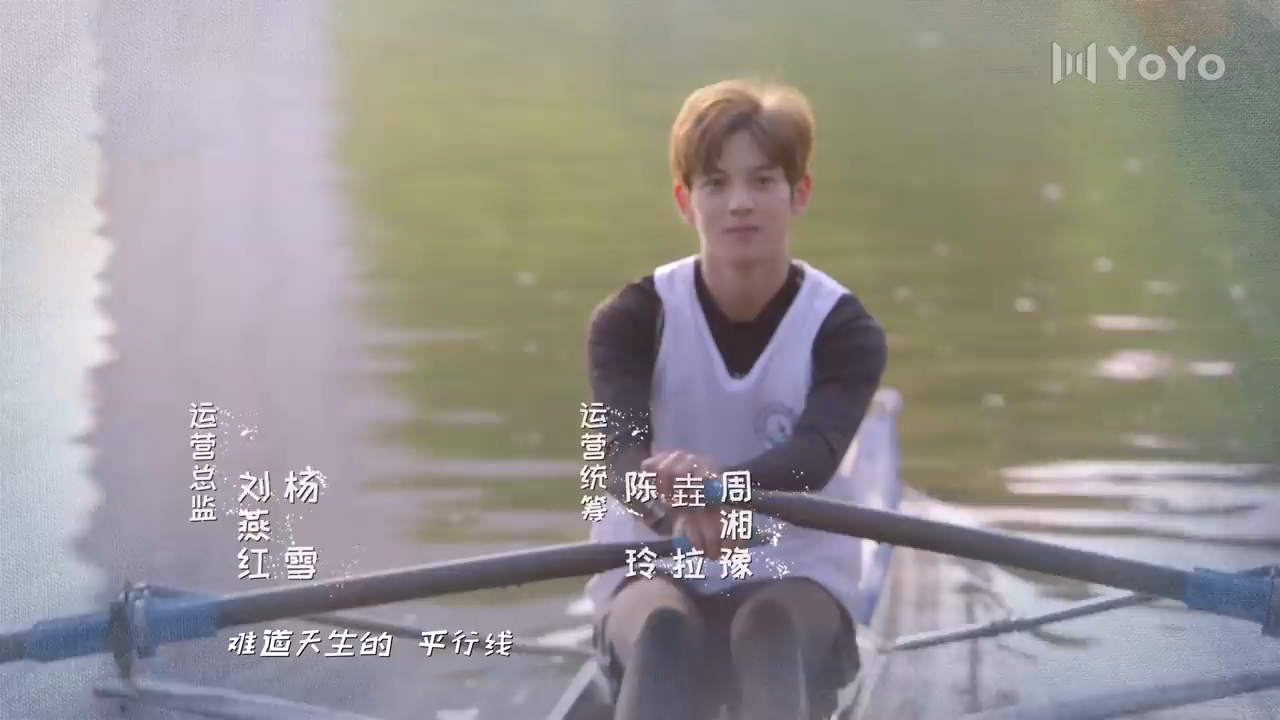 YoYo
运营总监
刘燕红
杨雪
运营统筹
陈玲
垚拉
周湘豫
难道天生的 平行线